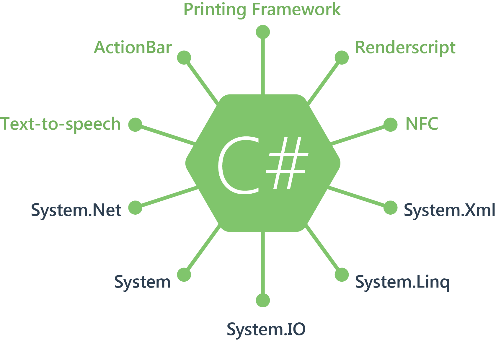 Printing Framework
ActionBar
Renderscript
Text-to-speech
NFC
C#
System.Net
System.Xml
System
System.Linq
System.IO